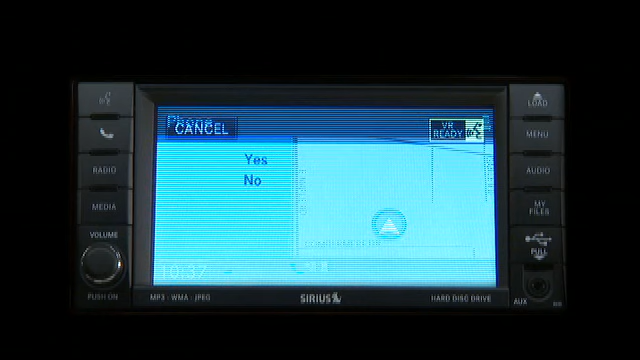 LOAD
Phone
CANCEL
VR READY
MENU
Yes
No
RADIO
AUDIO
MEDIA
MY FILES
VOLUME
PULL
10:37
PUSH ON
MP3 : WMA : JPEG
SIRIUS
HARD DISC DRIVE
AUX